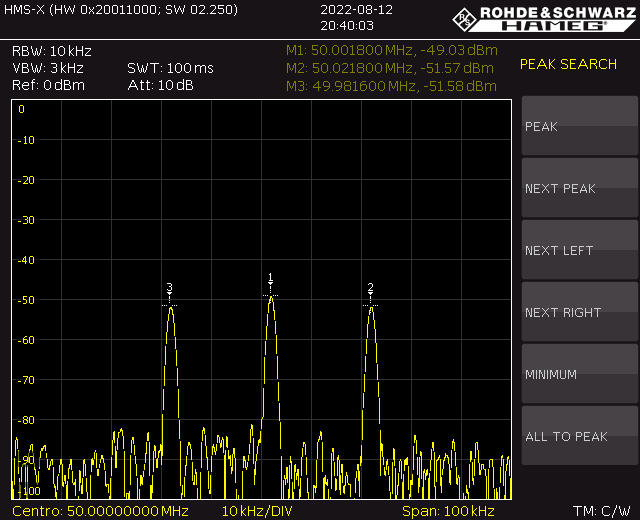 HMS-X (HW 0x20011000; SW 02.250)
2022-08-12
20:40:03
ROHDE & SCHWARZ
HAMEG
RBW: 10 kHz
VBW: 3 kHz SWT: 100 ms
Ref: 0 dBm Att: 10 dB
M1: 50.001800 MHz, -49.03 dBm
M2: 50.021800 MHz, -51.57 dBm
M3: 49.981600 MHz, -51.58 dBm
PEAK SEARCH
0
-10
-20
-30
-40
-50
-60
-70
-80
-90
-100
3
1
2
PEAK
NEXT PEAK
NEXT LEFT
NEXT RIGHT
MINIMUM
ALL TO PEAK
Centro: 50.00000000 MHz 10 kHz/DIV Span: 100 kHz
TM: C/W